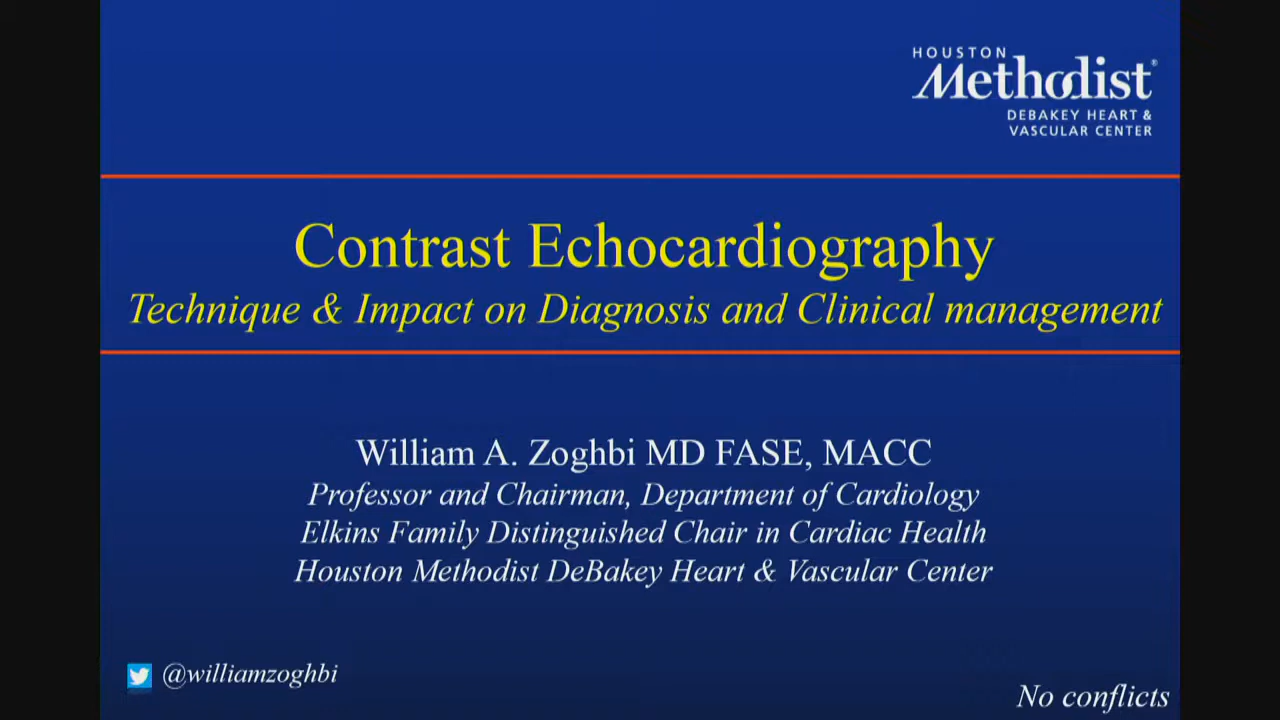 HOUSTON
Methodist®
DEBAKEY HEART &
VASCULAR CENTER
Contrast Echocardiography
Technique & Impact on Diagnosis and Clinical management
William A. Zoghbi MD FASE, MACC
Professor and Chairman, Department of Cardiology
Elkins Family Distinguished Chair in Cardiac Health
Houston Methodist DeBakey Heart & Vascular Center
@williamzoghbi
No conflicts